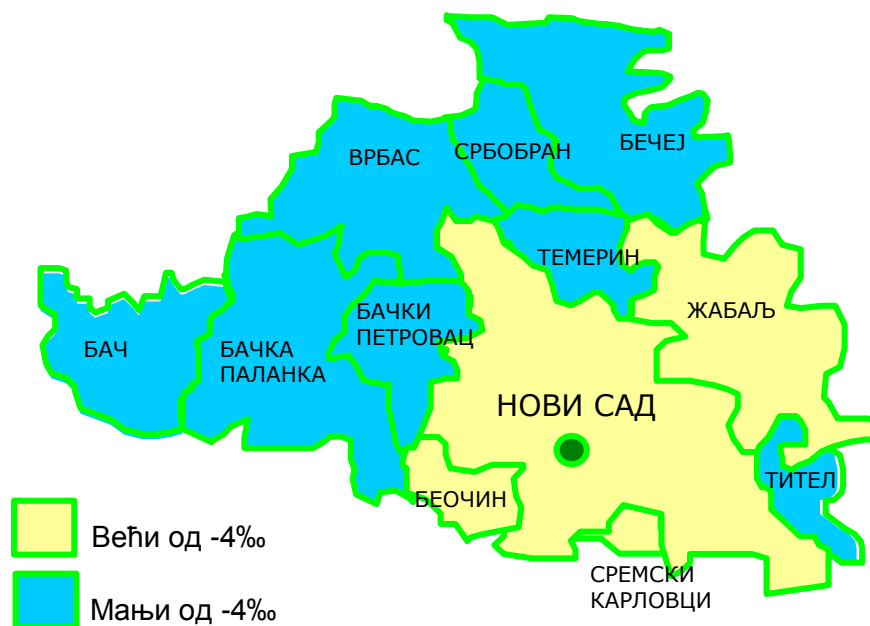 ВРБАС
СРБОБРАН
БЕЧЕЈ
ТЕМЕРИН
ЖАБАЉ
БАЧ
БАЧКА
ПАЛАНКА
БАЧКИ
ПЕТРОВАЦ
НОВИ САД
ТИТЕЛ
БЕОЧИН
СРЕМСКИ
КАРЛОВЦИ
Већи од -4‰
Мањи од -4‰